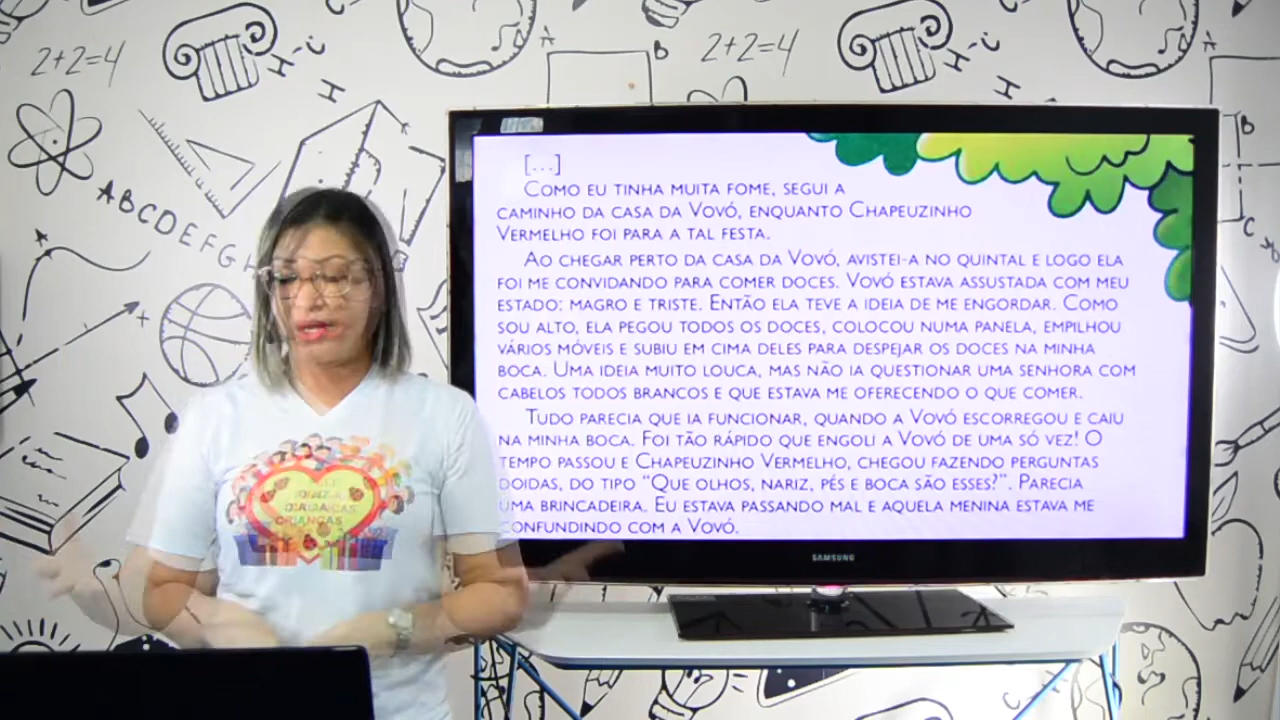 2+2=4
2+2=4
A
B
A
H-C
H
H-C
H
ABCDEFGH
B
C
[...]
COMO EU TINHA MUITA FOME, SEGUI A
CAMINHO DA CASA DA VOVÓ, ENQUANTO CHAPEUZINHO
VERMELHO FOI PARA A TAL FESTA.
AO CHEGAR PERTO DA CASA DA VOVÓ, AVISTEI-A NO QUINTAL E LOGO ELA
FOI ME CONVIDANDO PARA COMER DOCES. VOVÓ ESTAVA ASSUSTADA COM MEU
ESTADO: MAGRO E TRISTE. ENTÃO ELA TEVE A IDEIA DE ME ENGORDAR. COMO
SOU ALTO, ELA PEGOU TODOS OS DOCES, COLOCOU NUMA PANELA, EMPILHOU
VÁRIOS MÓVEIS E SUBIU EM CIMA DELES PARA DESPEJAR OS DOCES NA MINHA
BOCA. UMA IDEIA MUITO LOUCA, MAS NÃO IA QUESTIONAR UMA SENHORA COM
CABELOS TODOS BRANCOS E QUE ESTAVA ME OFERECENDO O QUE COMER.
TUDO PARECIA QUE IA FUNCIONAR, QUANDO A VOVÓ ESCORREGOU E CAIU
NA MINHA BOCA. FOI TÃO RÁPIDO QUE ENGOLI A VOVÓ DE UMA SÓ VEZ! O
TEMPO PASSOU E CHAPEUZINHO VERMELHO, CHEGOU FAZENDO PERGUNTAS
DOIDAS, DO TIPO "QUE OLHOS, NARIZ, PÉS E BOCA SÃO ESSES?". PARECIA
UMA BRINCADEIRA. EU ESTAVA PASSANDO MAL E AQUELA MENINA ESTAVA ME
CONFUNDINDO COM A VOVÓ.
SAMSUNG
CRIANÇAS